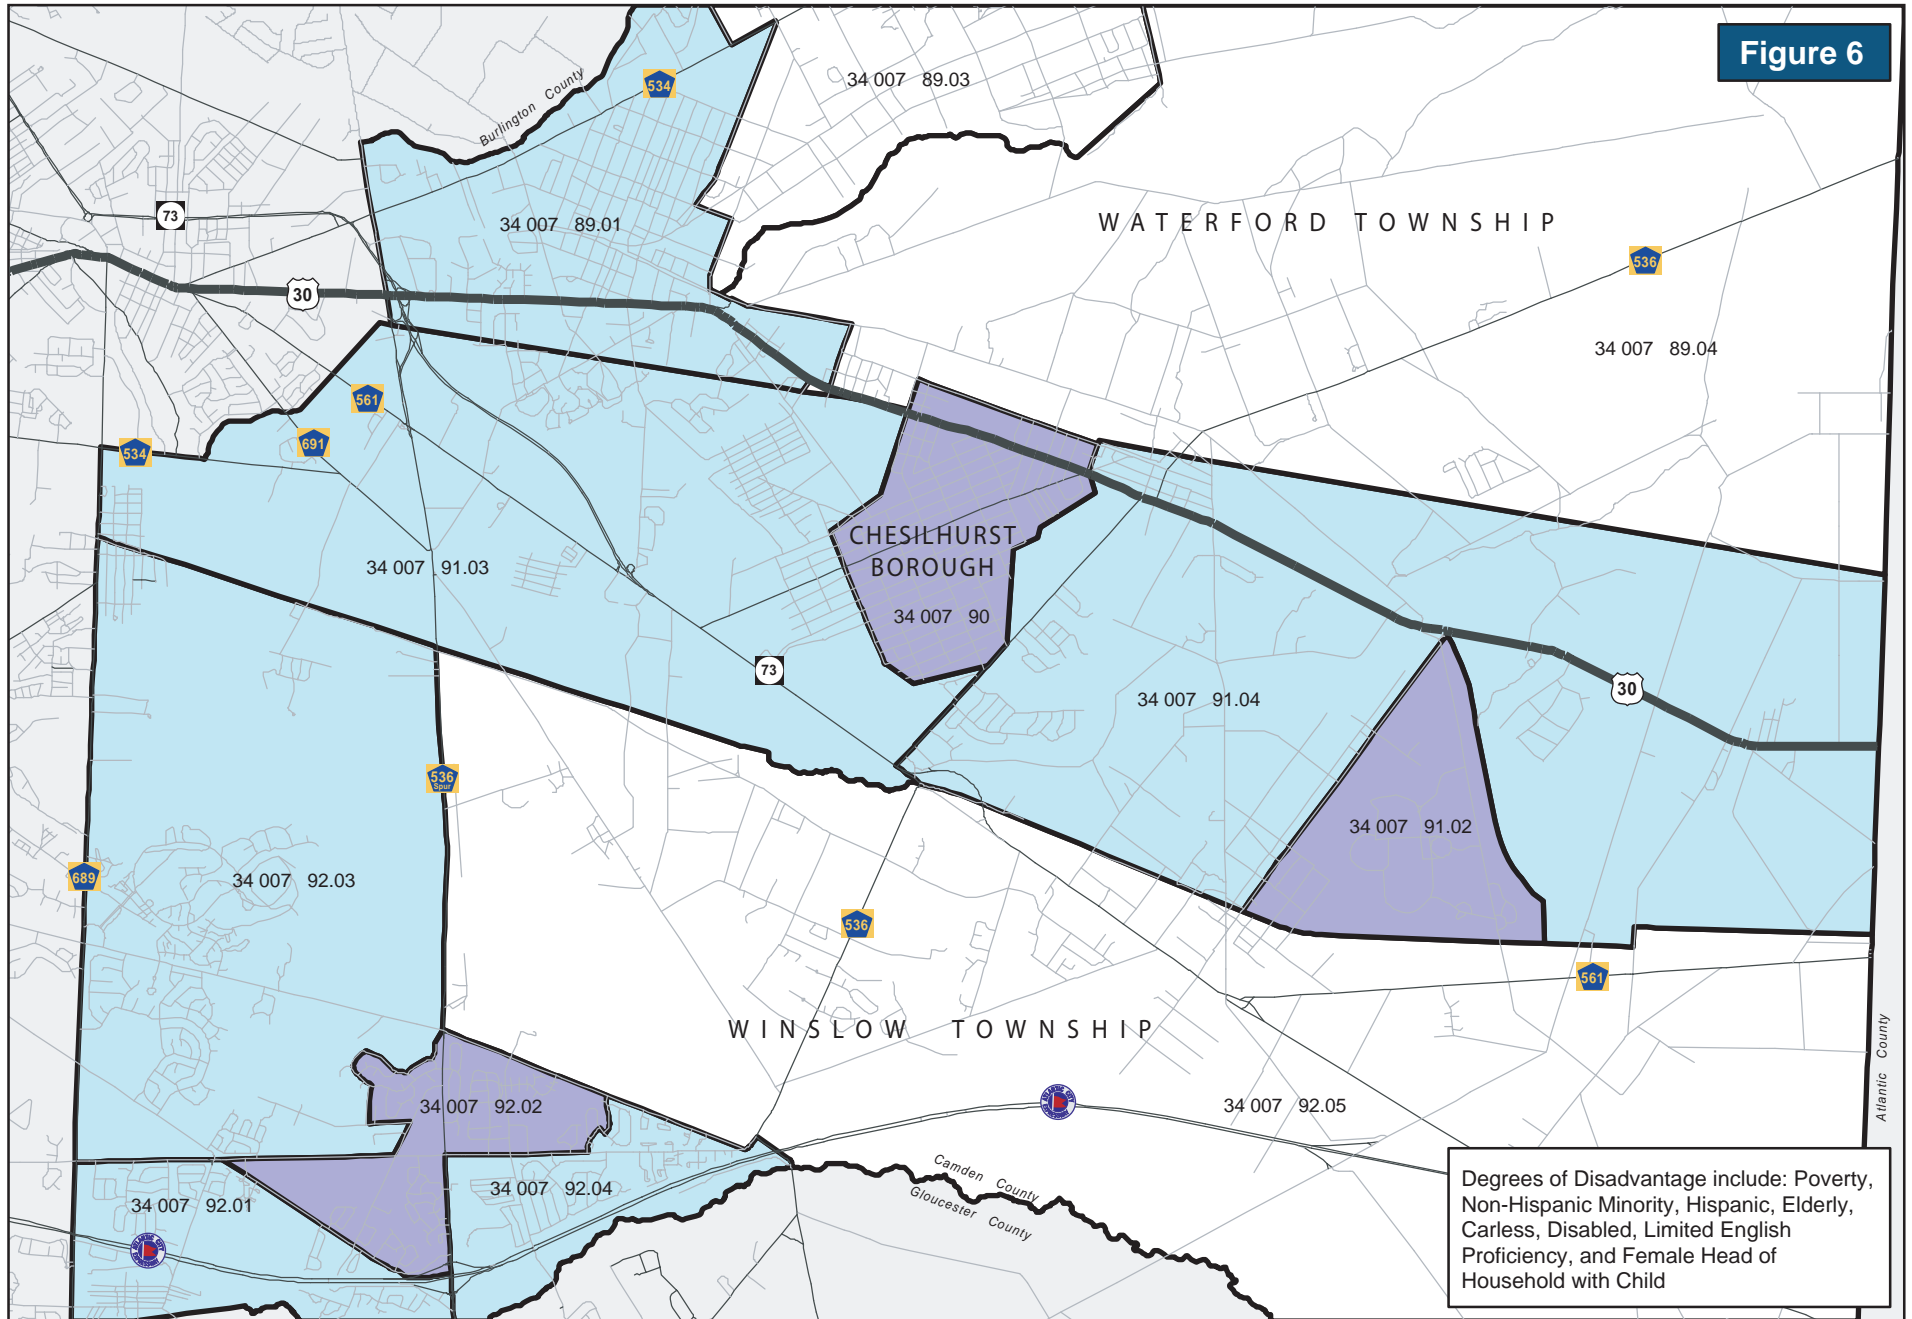 Figure 6
34 007 89.03
534
Burlington County
73
34 007 89.01
WATERFORD TOWNSHIP
536
30
34 007 89.04
561
691
534
CHESILHURST
BOROUGH
34 007 91.03
34 007 90
73
34 007 91.04
30
536
Spur
34 007 91.02
689
34 007 92.03
536
561
WINSLOW TOWNSHIP
Atlantic County
34 007 92.02
34 007 92.05
Camden County
Gloucester County
34 007 92.04
34 007 92.01
Degrees of Disadvantage include: Poverty,
Non-Hispanic Minority, Hispanic, Elderly,
Carless, Disabled, Limited English
Proficiency, and Female Head of
Household with Child